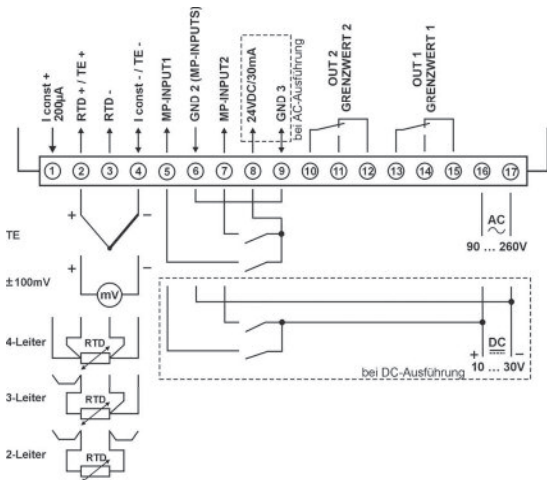 I const +
200µA
RTD + / TE +
RTD -
I const - / TE -
MP-INPUT1
GND 2 (MP-INPUTS)
MP-INPUT2
24VDC/30mA
GND 3
bei AC-Ausführung
OUT 2
GRENZWERT 2
OUT 1
GRENZWERT 1
1 2 3 4 5 6 7 8 9 10 11 12 13 14 15 16 17
+ −
TE
AC
90 ... 260V
+ −
±100mV
mV
4-Leiter
RTD
DC
+ −
10 ... 30V
bei DC-Ausführung
3-Leiter
RTD
2-Leiter
RTD